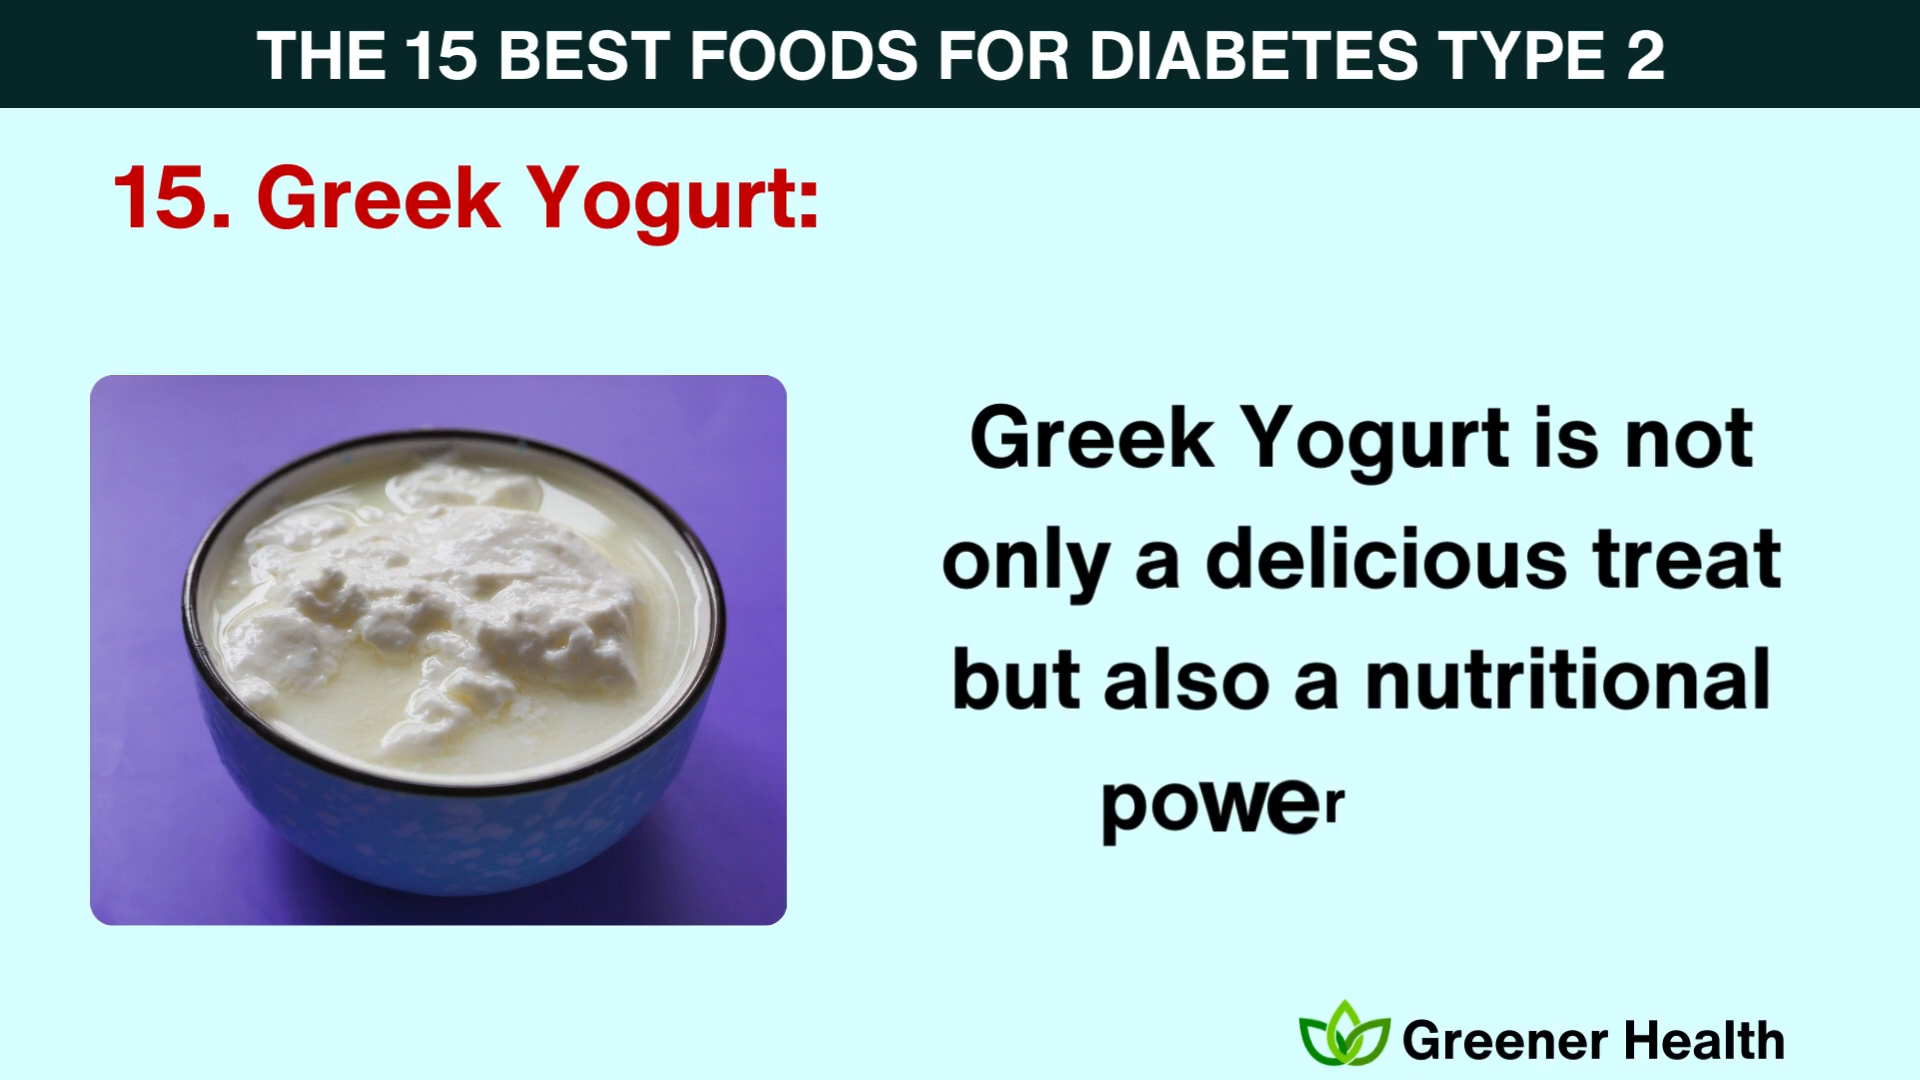 THE 15 BEST FOODS FOR DIABETES TYPE 2
15. Greek Yogurt:
Greek Yogurt is not
only a delicious treat
but also a nutritional
power
Greener Health